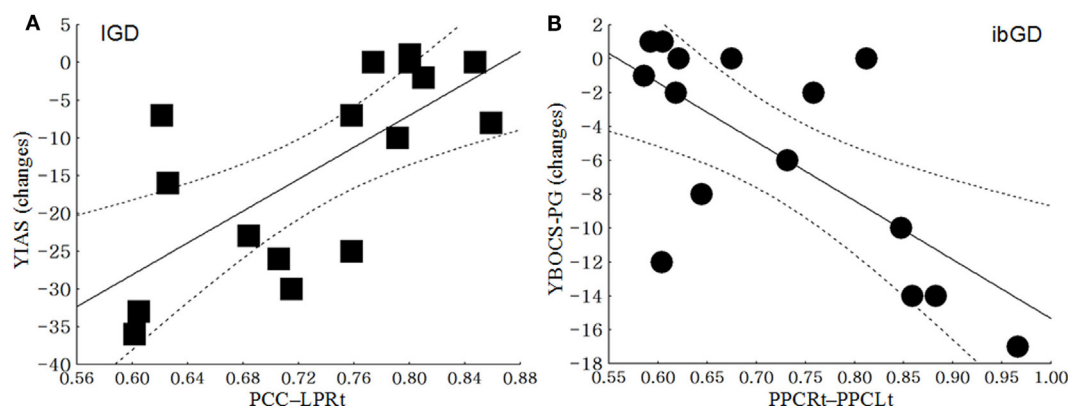 A
IGD
YIAS (changes)
5
0
−5
−10
−15
−20
−25
−30
−35
−40
0.56 0.60 0.64 0.68 0.72 0.76 0.80 0.84 0.88
PCC–LPRt
B
ibGD
YBOCS-PG (changes)
2
0
−2
−4
−6
−8
−10
−12
−14
−16
−18
0.55 0.60 0.65 0.70 0.75 0.80 0.85 0.90 0.95 1.00
PPCRt–PPCLt